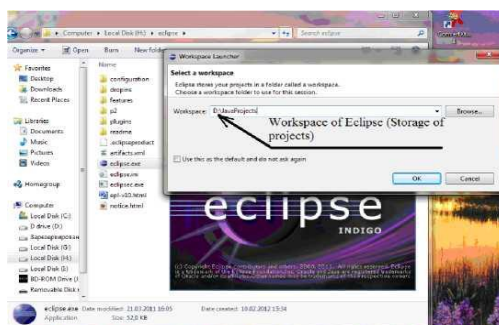 Computer ▸ Local Disk (H:) ▸ eclipse ▸
Search eclipse
Organize ▾ Open Burn New folder
Favorites
Desktop
Downloads
Recent Places
Libraries
Documents
Music
Pictures
Videos
Homegroup
Computer
Local Disk (C:)
D drive (D:)
Local Disk (G:)
Local Disk (H:)
Local Disk (I:)
BD-ROM Drive (J
Removable Disk
Name
configuration
dropins
features
p2
plugins
readme
.eclipseproduct
artifacts.xml
eclipse.exe
eclipse.ini
eclipsec.exe
epl-v10.html
notice.html
Workspace Launcher
Select a workspace
Eclipse stores your projects in a folder called a workspace.
Choose a workspace folder to use for this session.
Workspace: D:\JavaProjects
Browse...
Workspace of Eclipse (Storage of
projects)
Use this as the default and do not ask again
OK Cancel
eclipse
INDIGO
eclipse.exe Date modified: 21.03.2011 16:05 Date created: 10.02.2012 15:34
Application Size: 52,0 KB